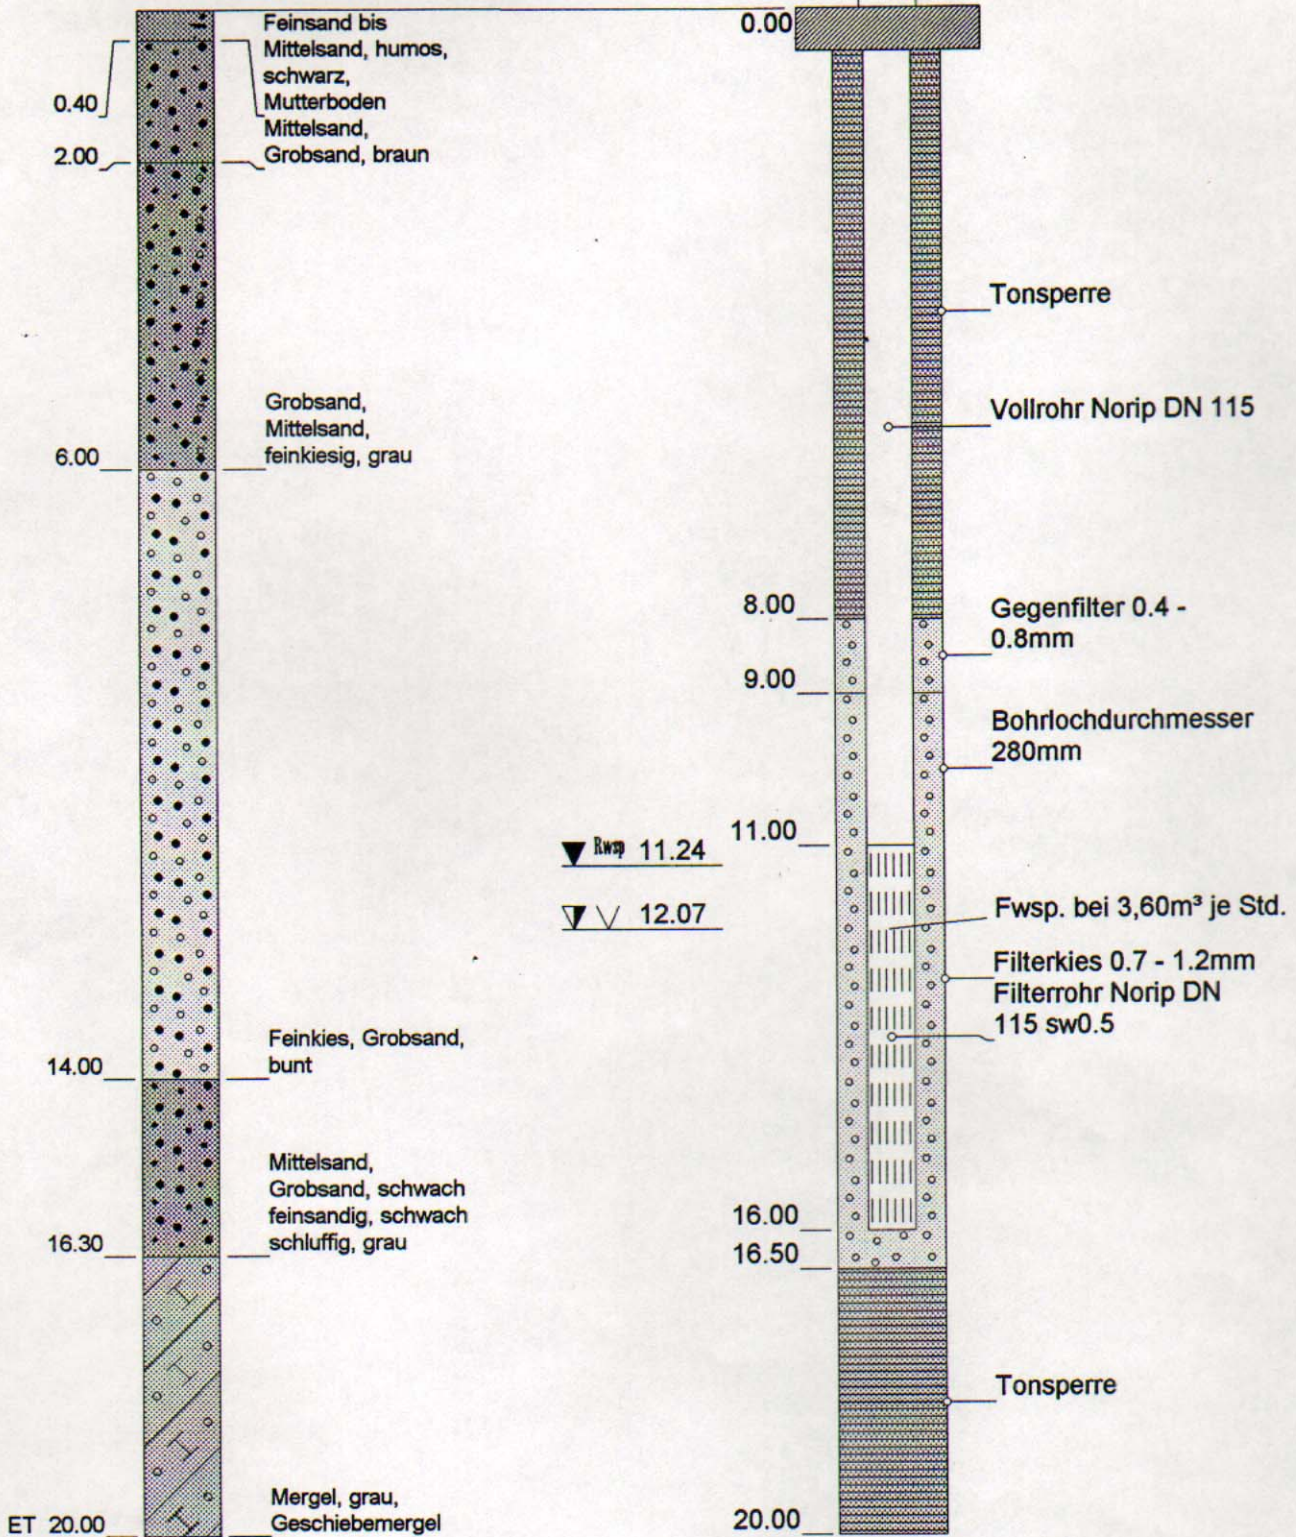 Feinsand bis
Mittelsand, humos,
schwarz,
Mutterboden
0.40
Mittelsand,
Grobsand, braun
2.00
Grobsand,
Mittelsand,
feinkiesig, grau
6.00
Feinkies, Grobsand,
bunt
14.00
Mittelsand,
Grobsand, schwach
feinsandig, schwach
schluffig, grau
16.30
Mergel, grau,
Geschiebemergel
ET 20.00
Rwsp 11.24
12.07
0.00
Tonsperre
Vollrohr Norip DN 115
8.00
Gegenfilter 0.4 -
0.8mm
9.00
Bohrlochdurchmesser
280mm
11.00
Fwsp. bei 3,60m³ je Std.
Filterkies 0.7 - 1.2mm
Filterrohr Norip DN
115 sw0.5
16.00
16.50
Tonsperre
20.00